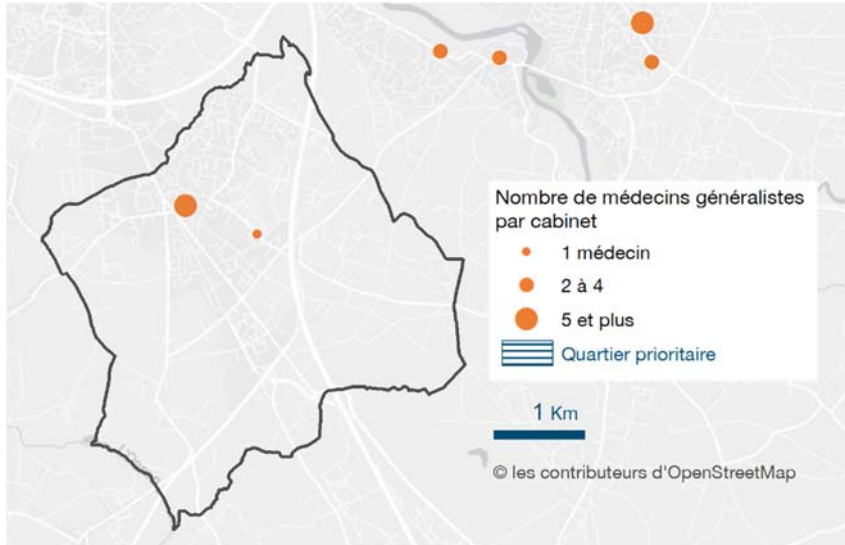 Nombre de médecins généralistes
par cabinet
1 médecin
2 à 4
5 et plus
Quartier prioritaire
1 Km
© les contributeurs d'OpenStreetMap